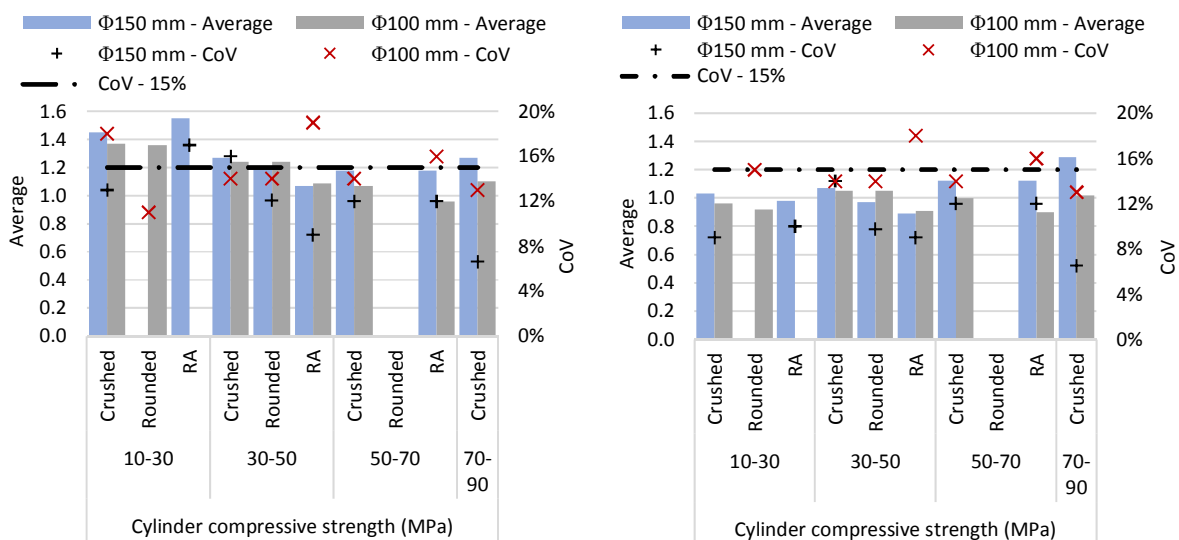 Φ150 mm - Average
Φ100 mm - Average
Φ150 mm - CoV
Φ100 mm - CoV
CoV - 15%
Average
1.6
1.4
1.2
1.0
0.8
0.6
0.4
0.2
0.0
20%
16%
12%
8%
4%
0%
CoV
Crushed
Rounded
RA
Crushed
Rounded
RA
Crushed
Rounded
RA
Crushed
10-30
30-50
50-70
70-
90
Cylinder compressive strength (MPa)
Φ150 mm - Average
Φ100 mm - Average
Φ150 mm - CoV
Φ100 mm - CoV
CoV - 15%
Average
1.6
1.4
1.2
1.0
0.8
0.6
0.4
0.2
0.0
20%
16%
12%
8%
4%
0%
CoV
Crushed
Rounded
RA
Crushed
Rounded
RA
Crushed
Rounded
RA
Crushed
10-30
30-50
50-70
70-
90
Cylinder compressive strength (MPa)